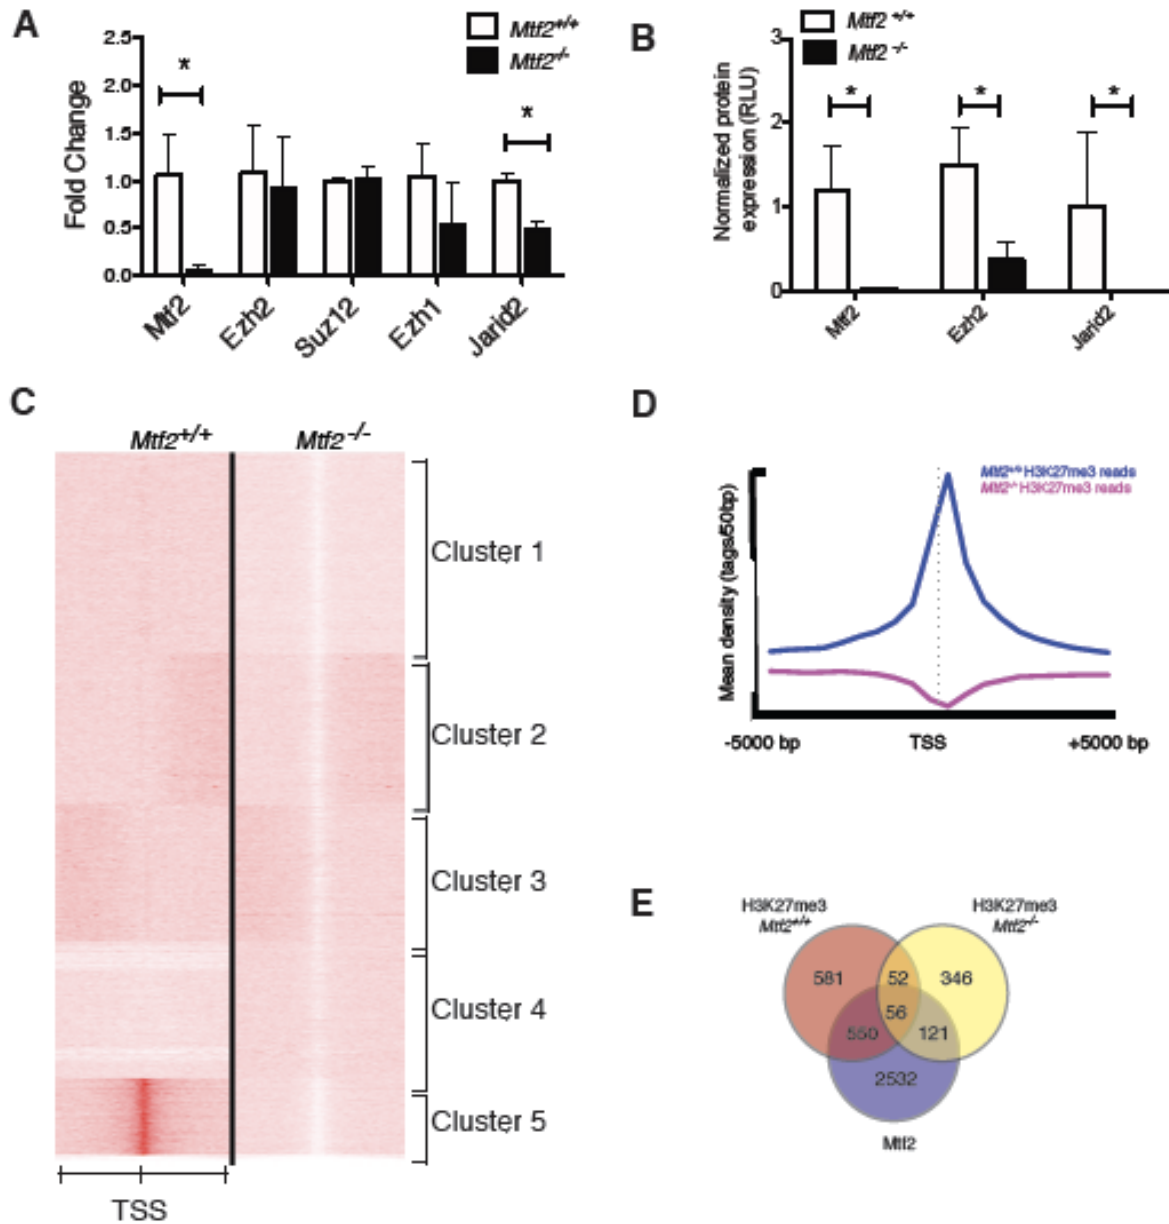 A
Mtf2+/+
Mtf2-/-
Fold Change
2.5
2.0
1.5
1.0
0.5
0.0
*
*
Mtf2
Ezh2
Suz12
Ezh1
Jarid2
B
Mtf2 +/+
Mtf2 -/-
Normalized protein
expression (RLU)
3
2
1
0
*
*
*
Mtf2
Ezh2
Jarid2
C
Mtf2+/+
Mtf2-/-
Cluster 1
Cluster 2
Cluster 3
Cluster 4
Cluster 5
TSS
D
Mtf2+/+ H3K27me3 reads
Mtf2-/- H3K27me3 reads
Mean density (tags/50bp)
-5000 bp
TSS
+5000 bp
E
H3K27me3
Mtf2+/+
H3K27me3
Mtf2-/-
581
52
346
56
550
121
2532
Mtf2